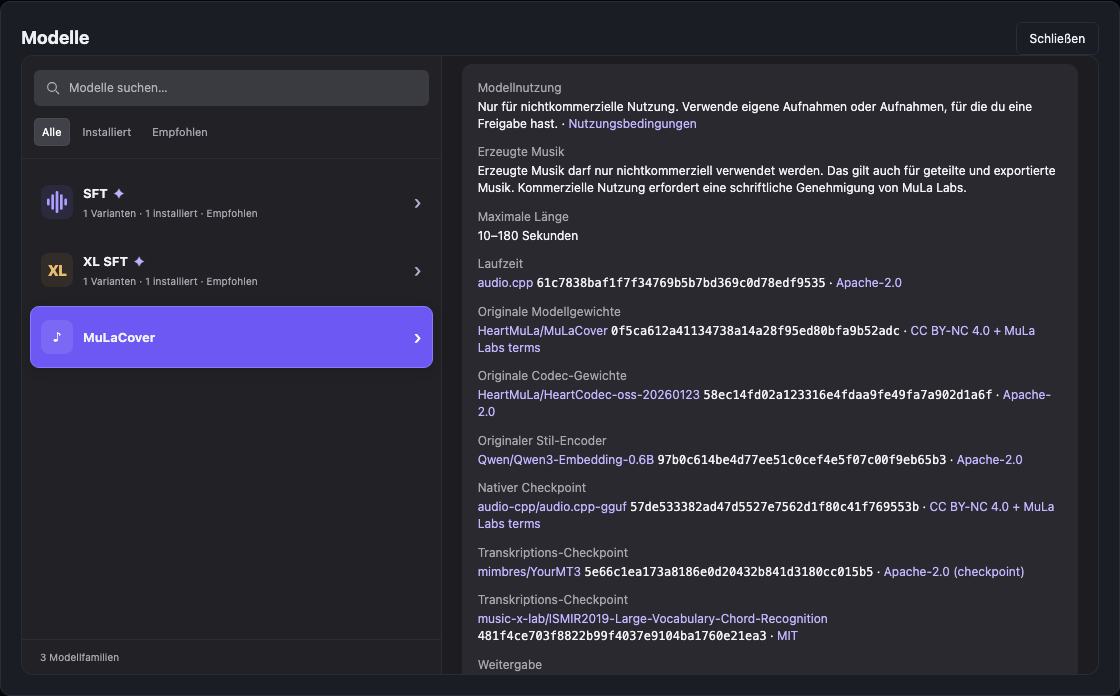 Modelle
Schließen
Modelle suchen...
Alle
Installiert
Empfohlen
SFT
1 Varianten · 1 installiert · Empfohlen
XL
XL SFT
1 Varianten · 1 installiert · Empfohlen
MuLaCover
3 Modellfamilien
Modellnutzung
Nur für nichtkommerzielle Nutzung. Verwende eigene Aufnahmen oder Aufnahmen, für die du eine
Freigabe hast. · Nutzungsbedingungen
Erzeugte Musik
Erzeugte Musik darf nur nichtkommerziell verwendet werden. Das gilt auch für geteilte und exportierte
Musik. Kommerzielle Nutzung erfordert eine schriftliche Genehmigung von MuLa Labs.
Maximale Länge
10–180 Sekunden
Laufzeit
audio.cpp 61c7838baf1f7f34769b5b7bd369c0d78edf9535 · Apache-2.0
Originale Modellgewichte
HeartMuLa/MuLaCover 0f5ca612a41134738a14a28f95ed80bfa9b52adc · CC BY-NC 4.0 + MuLa
Labs terms
Originale Codec-Gewichte
HeartMuLa/HeartCodec-oss-20260123 58ec14fd02a123316e4fdaa9fe49fa7a902d1a6f · Apache-
2.0
Originaler Stil-Encoder
Qwen/Qwen3-Embedding-0.6B 97b0c614be4d77ee51c0cef4e5f07c00f9eb65b3 · Apache-2.0
Nativer Checkpoint
audio-cpp/audio.cpp-gguf 57de533382ad47d5527e7562d1f80c41f769553b · CC BY-NC 4.0 + MuLa
Labs terms
Transkriptions-Checkpoint
mimbres/YourMT3 5e66c1ea173a8186e0d20432b841d3180cc015b5 · Apache-2.0 (checkpoint)
Transkriptions-Checkpoint
music-x-lab/ISMIR2019-Large-Vocabulary-Chord-Recognition
481f4ce703f8822b99f4037e9104ba1760e21ea3 · MIT
Weitergabe